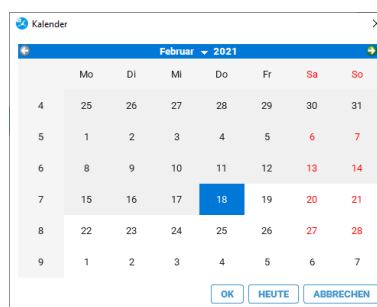 Kalender
Februar 2021
Mo Di Mi Do Fr Sa So
4 25 26 27 28 29 30 31
5 1 2 3 4 5 6 7
6 8 9 10 11 12 13 14
7 15 16 17 18 19 20 21
8 22 23 24 25 26 27 28
9 1 2 3 4 5 6 7
OK HEUTE ABBRECHEN